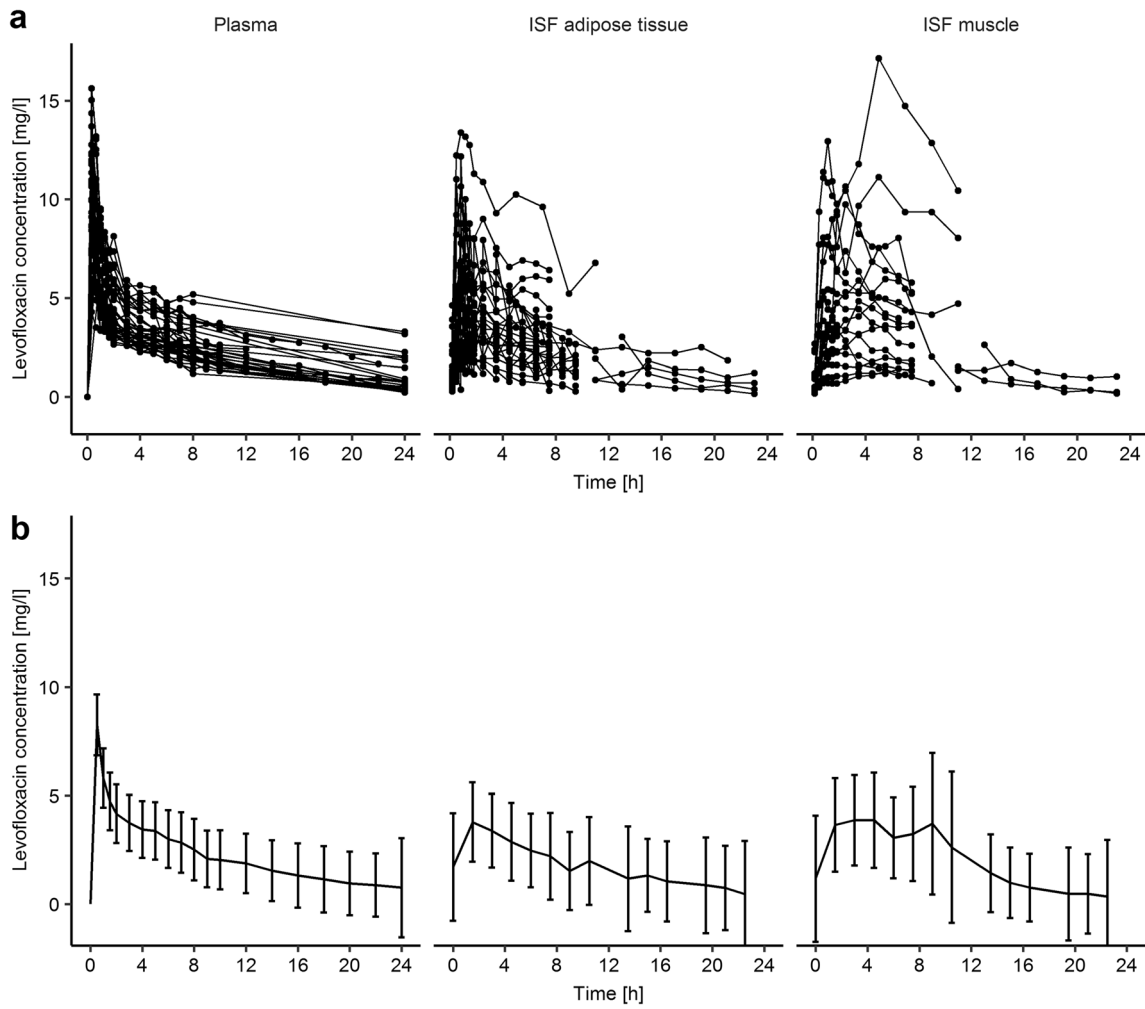 a
Plasma
ISF adipose tissue
ISF muscle
Levofloxacin concentration [mg/l]
15
10
5
0
0 4 8 12 16 20 24
0 4 8 12 16 20 24
0 4 8 12 16 20 24
Time [h]
b
Levofloxacin concentration [mg/l]
15
10
5
0
0 4 8 12 16 20 24
0 4 8 12 16 20 24
0 4 8 12 16 20 24
Time [h]